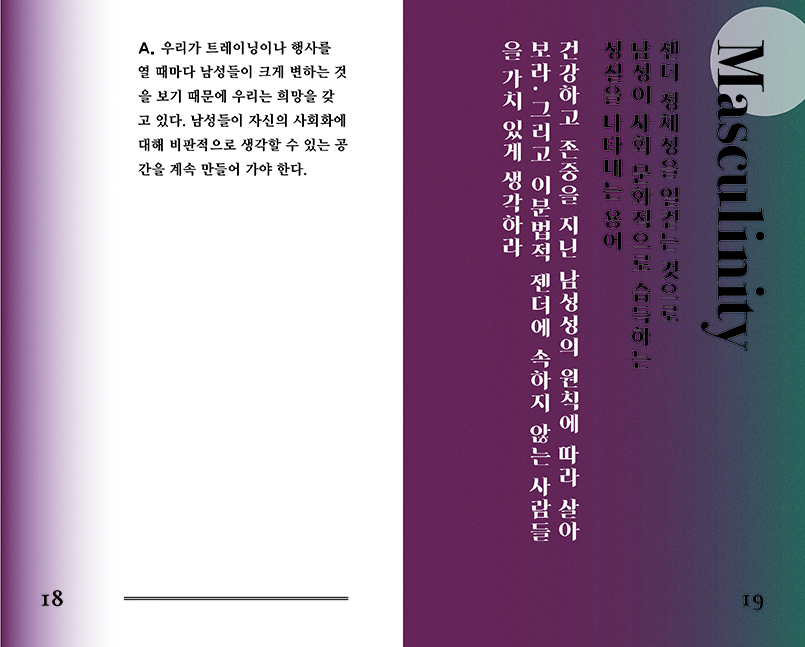 A. 우리가 트레이닝이나 행사를
열 때마다 남성들이 크게 변하는 것
을 보기 때문에 우리는 희망을 갖
고 있다. 남성들이 자신의 사회화에
대해 비판적으로 생각할 수 있는 공
간을 계속 만들어 가야 한다.
18
Masculinity
젠더 정체성을 일컫는 것으로
남성이 사회 문화적으로 습득하는
성질을 나타내는 용어
건강하고 존중을 지닌 남성성의 원칙에 따라 살아
보라. 그리고 이분법적 젠더에 속하지 않는 사람들
을 가치 있게 생각하라
19